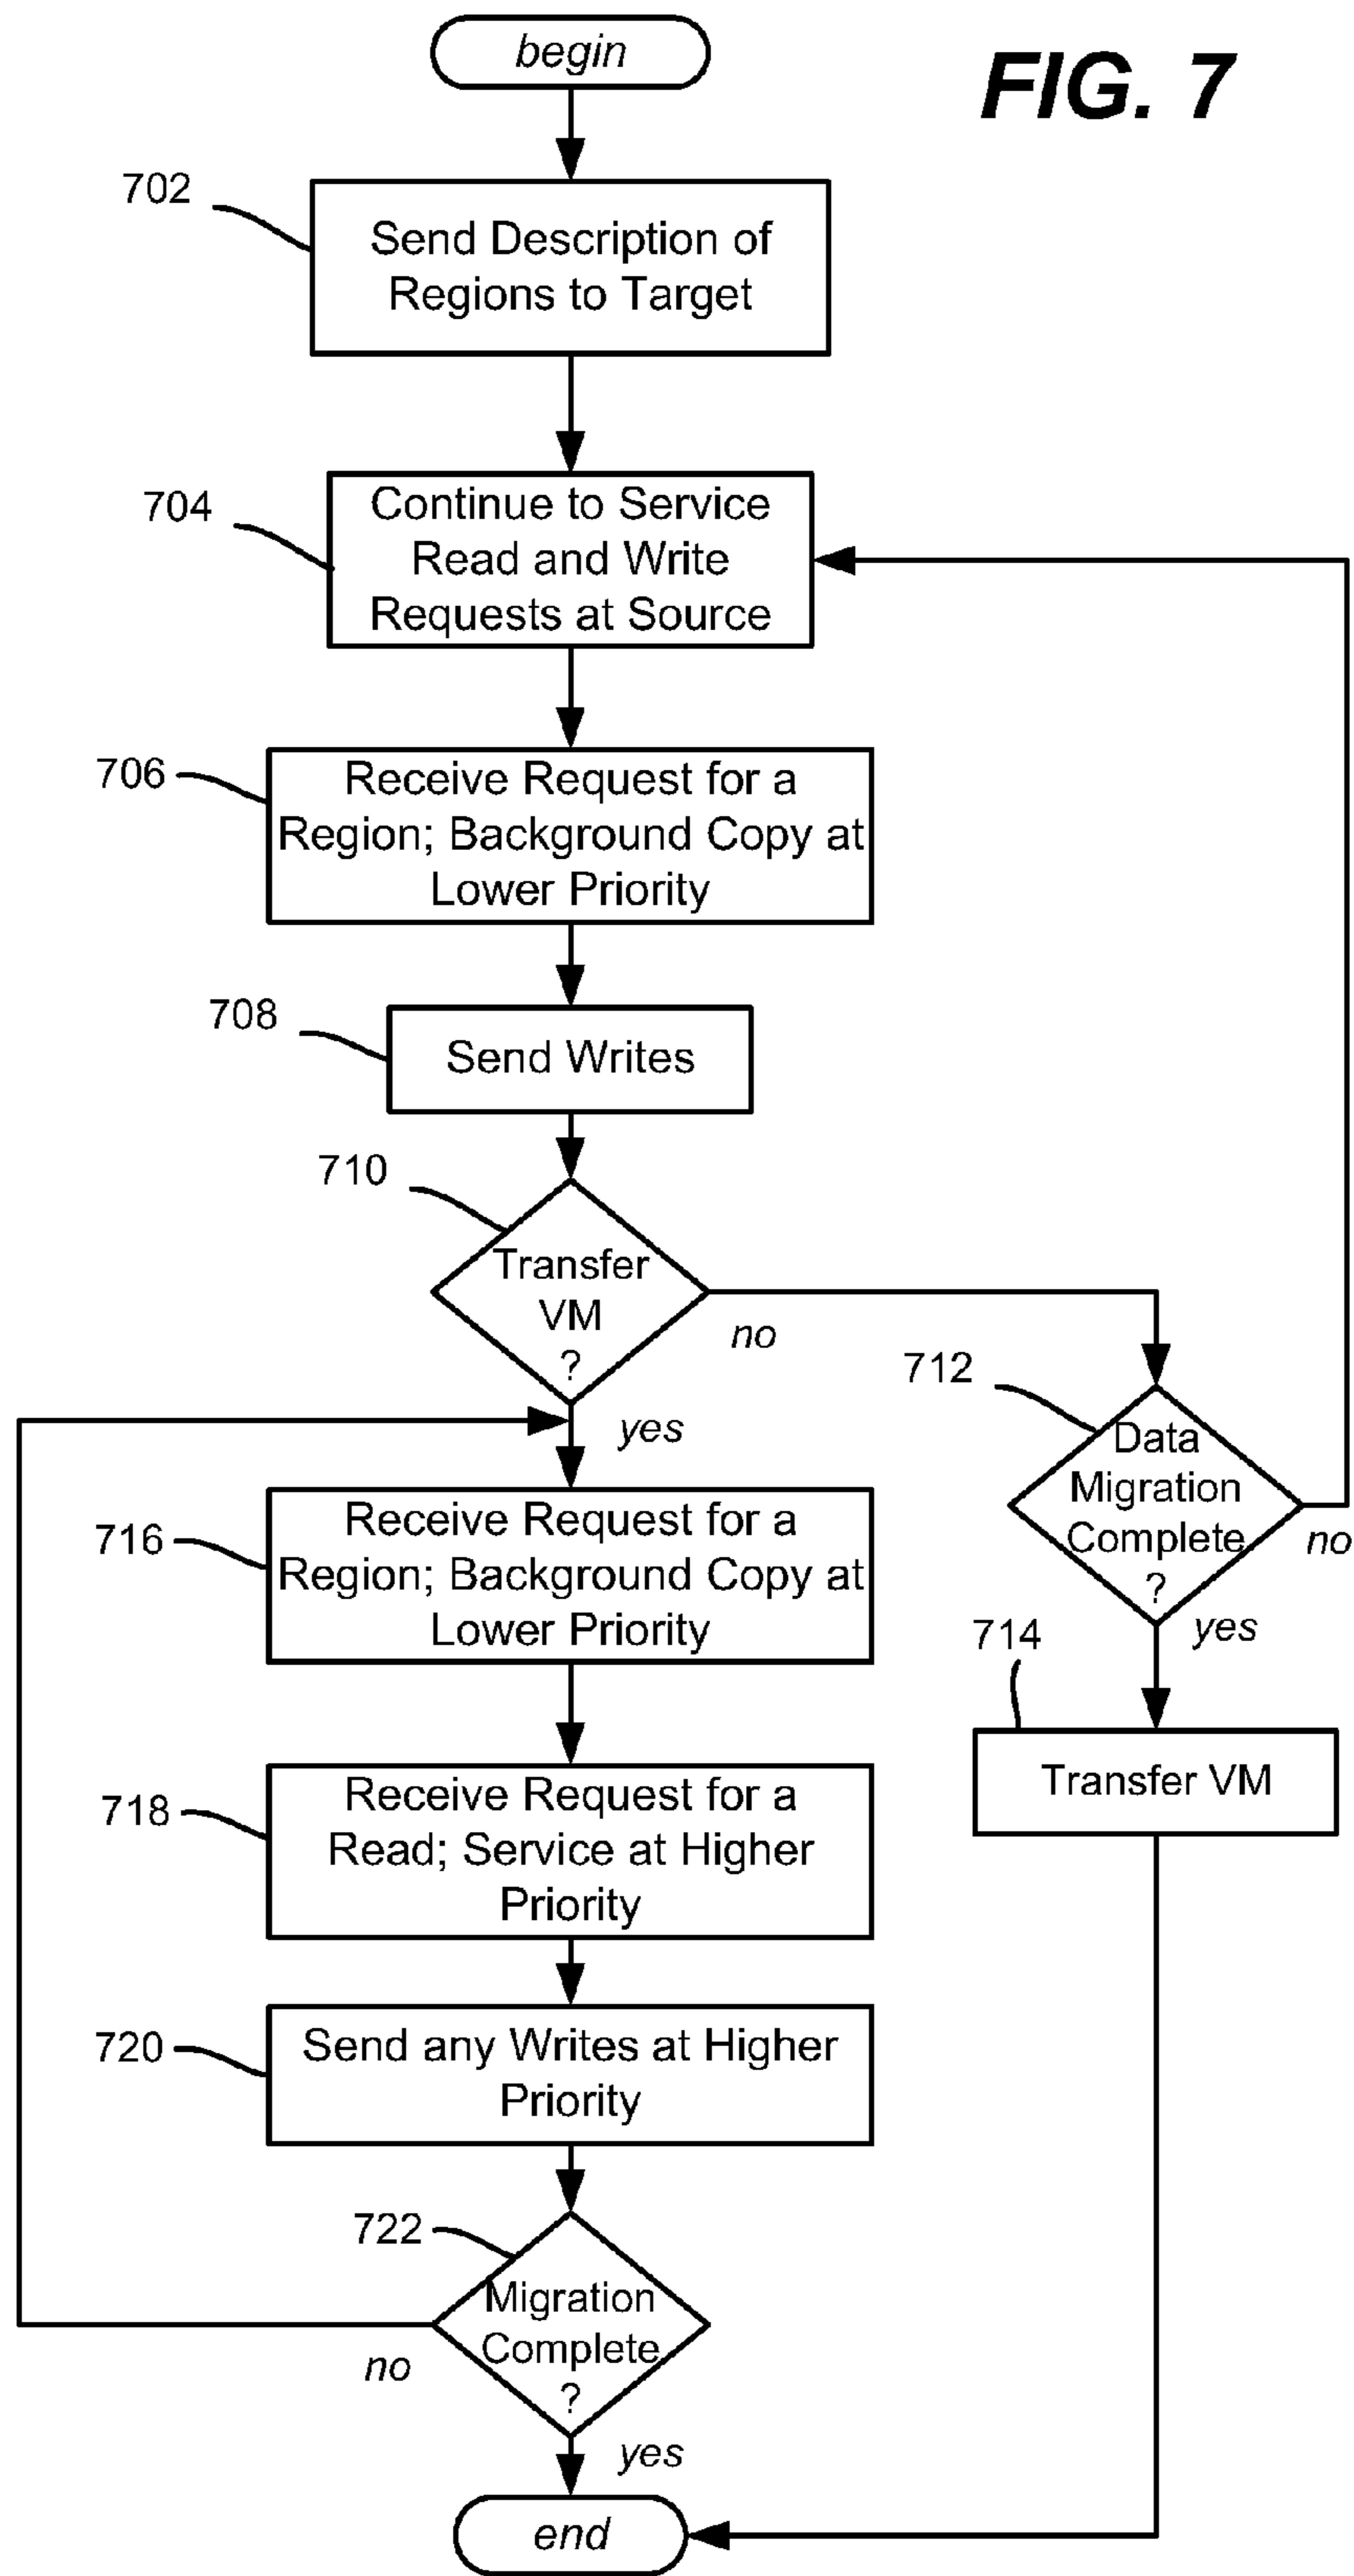 begin
FIG. 7
702
Send Description of
Regions to Target
704
Continue to Service
Read and Write
Requests at Source
706
Receive Request for a
Region; Background Copy at
Lower Priority
708
Send Writes
710
Transfer
VM
?
no
yes
712
Data
Migration
Complete
?
no
yes
714
Transfer VM
716
Receive Request for a
Region; Background Copy at
Lower Priority
718
Receive Request for a
Read; Service at Higher
Priority
720
Send any Writes at Higher
Priority
722
Migration
Complete
?
no
yes
end